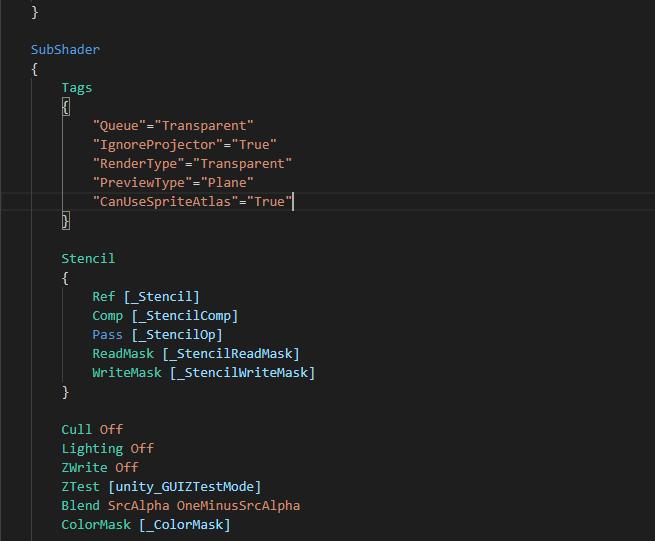 }
SubShader
{
Tags
{
"Queue"="Transparent"
"IgnoreProjector"="True"
"RenderType"="Transparent"
"PreviewType"="Plane"
"CanUseSpriteAtlas"="True"
}
Stencil
{
Ref [_Stencil]
Comp [_StencilComp]
Pass [_StencilOp]
ReadMask [_StencilReadMask]
WriteMask [_StencilWriteMask]
}
Cull Off
Lighting Off
ZWrite Off
ZTest [unity_GUIZTestMode]
Blend SrcAlpha OneMinusSrcAlpha
ColorMask [_ColorMask]